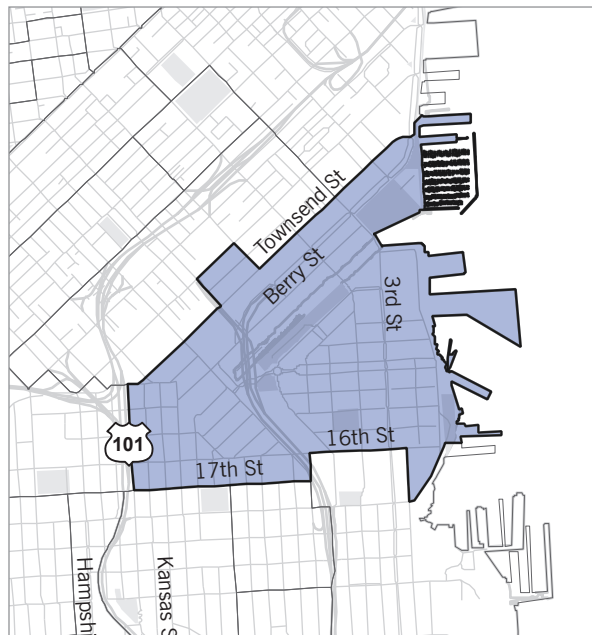 Townsend St
Berry St
3rd St
16th St
101
17th St
Kansas S
Hampshi